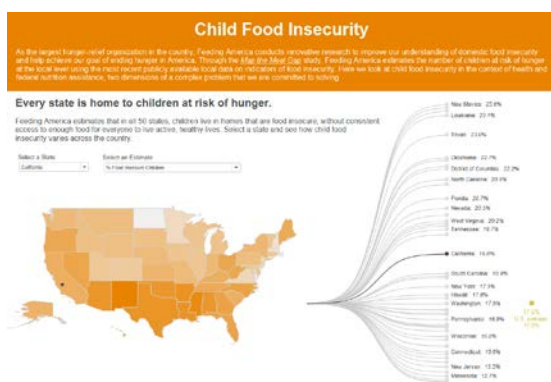 Child Food Insecurity
As the largest hunger-relief organization in the country, Feeding America conducts innovative research to improve our understanding of domestic food insecurity
and help achieve our goal of ending hunger in America. Through the Map the Meal Gap study, Feeding America estimates the number of children at risk of hunger
at the local level using the most recent publicly available local data on indicators of food insecurity. Here we look at child food insecurity in the context of health and
federal nutrition assistance, two dimensions of a complex problem that we are committed to solving.
Every state is home to children at risk of hunger.
Feeding America estimates that in all 50 states, children live in homes that are food insecure, without consistent
access to enough food for everyone to live active, healthy lives. Select a state and see how child food
insecurity varies across the country.
Select a State
Select an Estimate
California
% Food Insecure Children
New Mexico
Louisiana
Texas
Oklahoma
District of Columbia
North Carolina
Florida
Nevada
West Virginia
Tennessee
California
South Carolina
New York
Hawaii
Washington
Pennsylvania
Wisconsin
Connecticut
New Jersey
Minnesota